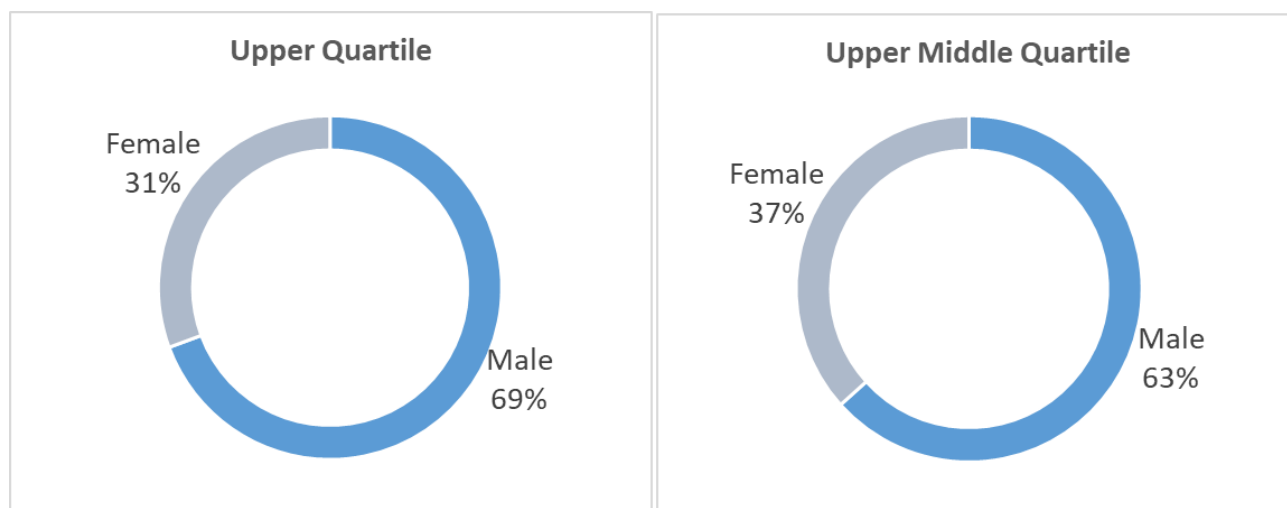 Upper Quartile
Female
31%
Male
69%
Upper Middle Quartile
Female
37%
Male
63%